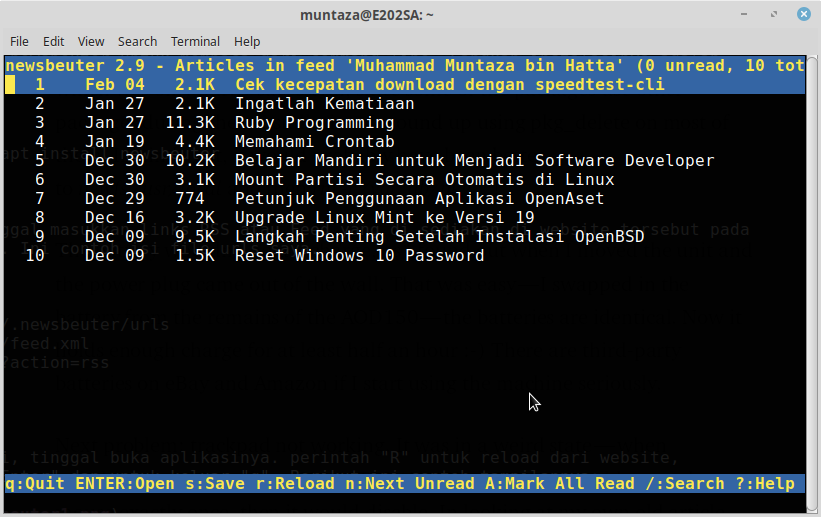 muntaza@E202SA: ~
File Edit View Search Terminal Help
newsbeuter 2.9 - Articles in feed 'Muhammad Muntaza bin Hatta' (0 unread, 10 tot
1 Feb 04 2.1K Cek kecepatan download dengan speedtest-cli
2 Jan 27 2.1K Ingatlah Kematiaan
3 Jan 27 11.3K Ruby Programming
4 Jan 19 4.4K Memahami Crontab
5 Dec 30 10.2K Belajar Mandiri untuk Menjadi Software Developer
6 Dec 30 3.1K Mount Partisi Secara Otomatis di Linux
7 Dec 29 774 Petunjuk Penggunaan Aplikasi OpenAset
8 Dec 16 3.2K Upgrade Linux Mint ke Versi 19
9 Dec 09 9.5K Langkah Penting Setelah Instalasi OpenBSD
10 Dec 09 1.5K Reset Windows 10 Password
/.newsbeuter/urls
/feed.xml
?action=rss
i, tinggal buka aplikasinya. perintah "R" untuk reload dari website,
q:Quit ENTER:Open s:Save r:Reload n:Next Unread A:Mark All Read /:Search ?:Help